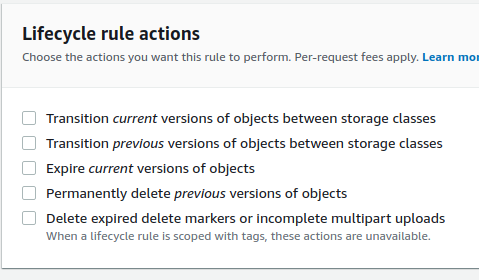 Lifecycle rule actions
Choose the actions you want this rule to perform. Per-request fees apply. Learn mor
Transition current versions of objects between storage classes
Transition previous versions of objects between storage classes
Expire current versions of objects
Permanently delete previous versions of objects
Delete expired delete markers or incomplete multipart uploads
When a lifecycle rule is scoped with tags, these actions are unavailable.